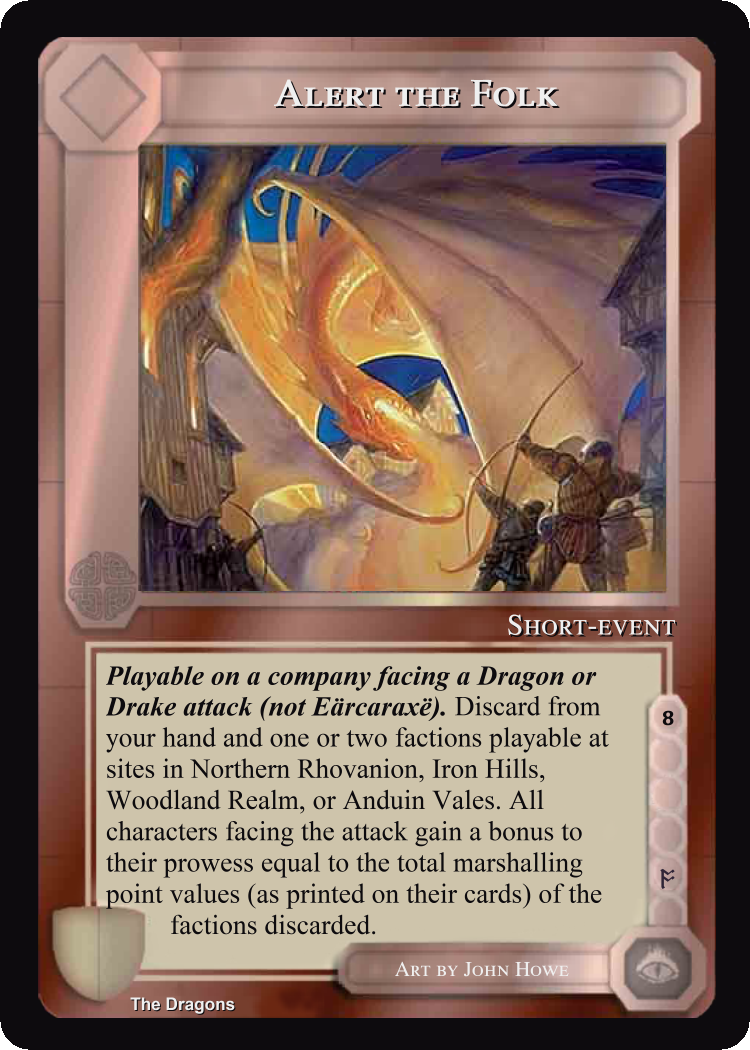 Alert the Folk
Short-event
Playable on a company facing a Dragon or
Drake attack (not Eärcaraxë). Discard from
your hand and one or two factions playable at
sites in Northern Rhovanion, Iron Hills,
Woodland Realm, or Anduin Vales. All
characters facing the attack gain a bonus to
their prowess equal to the total marshalling
point values (as printed on their cards) of the
factions discarded.
8
Art by John Howe
The Dragons